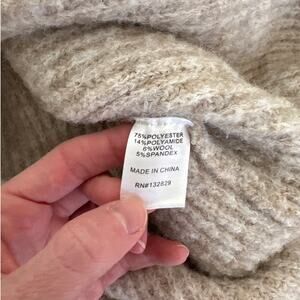 75%POLYESTER
14%POLYAMIDE
6%WOOL
5%SPANDEX
MADE IN CHINA
RN#132829